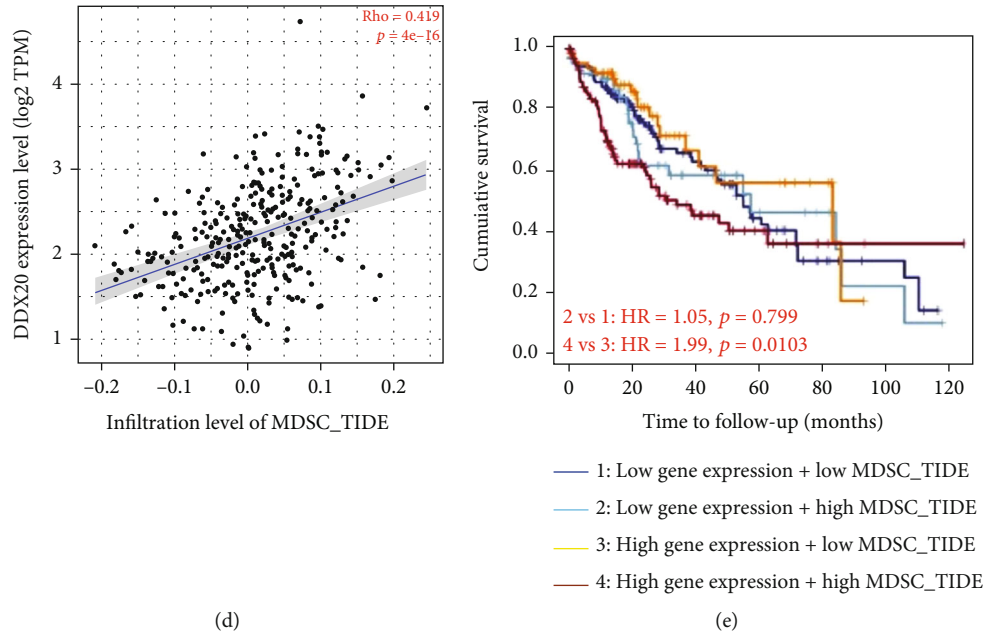 Rho = 0.419
p = 4e–16
DDX20 expression level (log2 TPM)
4
3
2
1
–0.2
–0.1
0.0
0.1
0.2
Infiltration level of MDSC_TIDE
(d)
Cumuiative survival
1.0
0.8
0.6
0.4
0.2
0.0
2 vs 1: HR = 1.05, p = 0.799
4 vs 3: HR = 1.99, p = 0.0103
0
20
40
60
80
100
120
Time to follow-up (months)
1: Low gene expression + low MDSC_TIDE
2: Low gene expression + high MDSC_TIDE
3: High gene expression + low MDSC_TIDE
4: High gene expression + high MDSC_TIDE
(e)